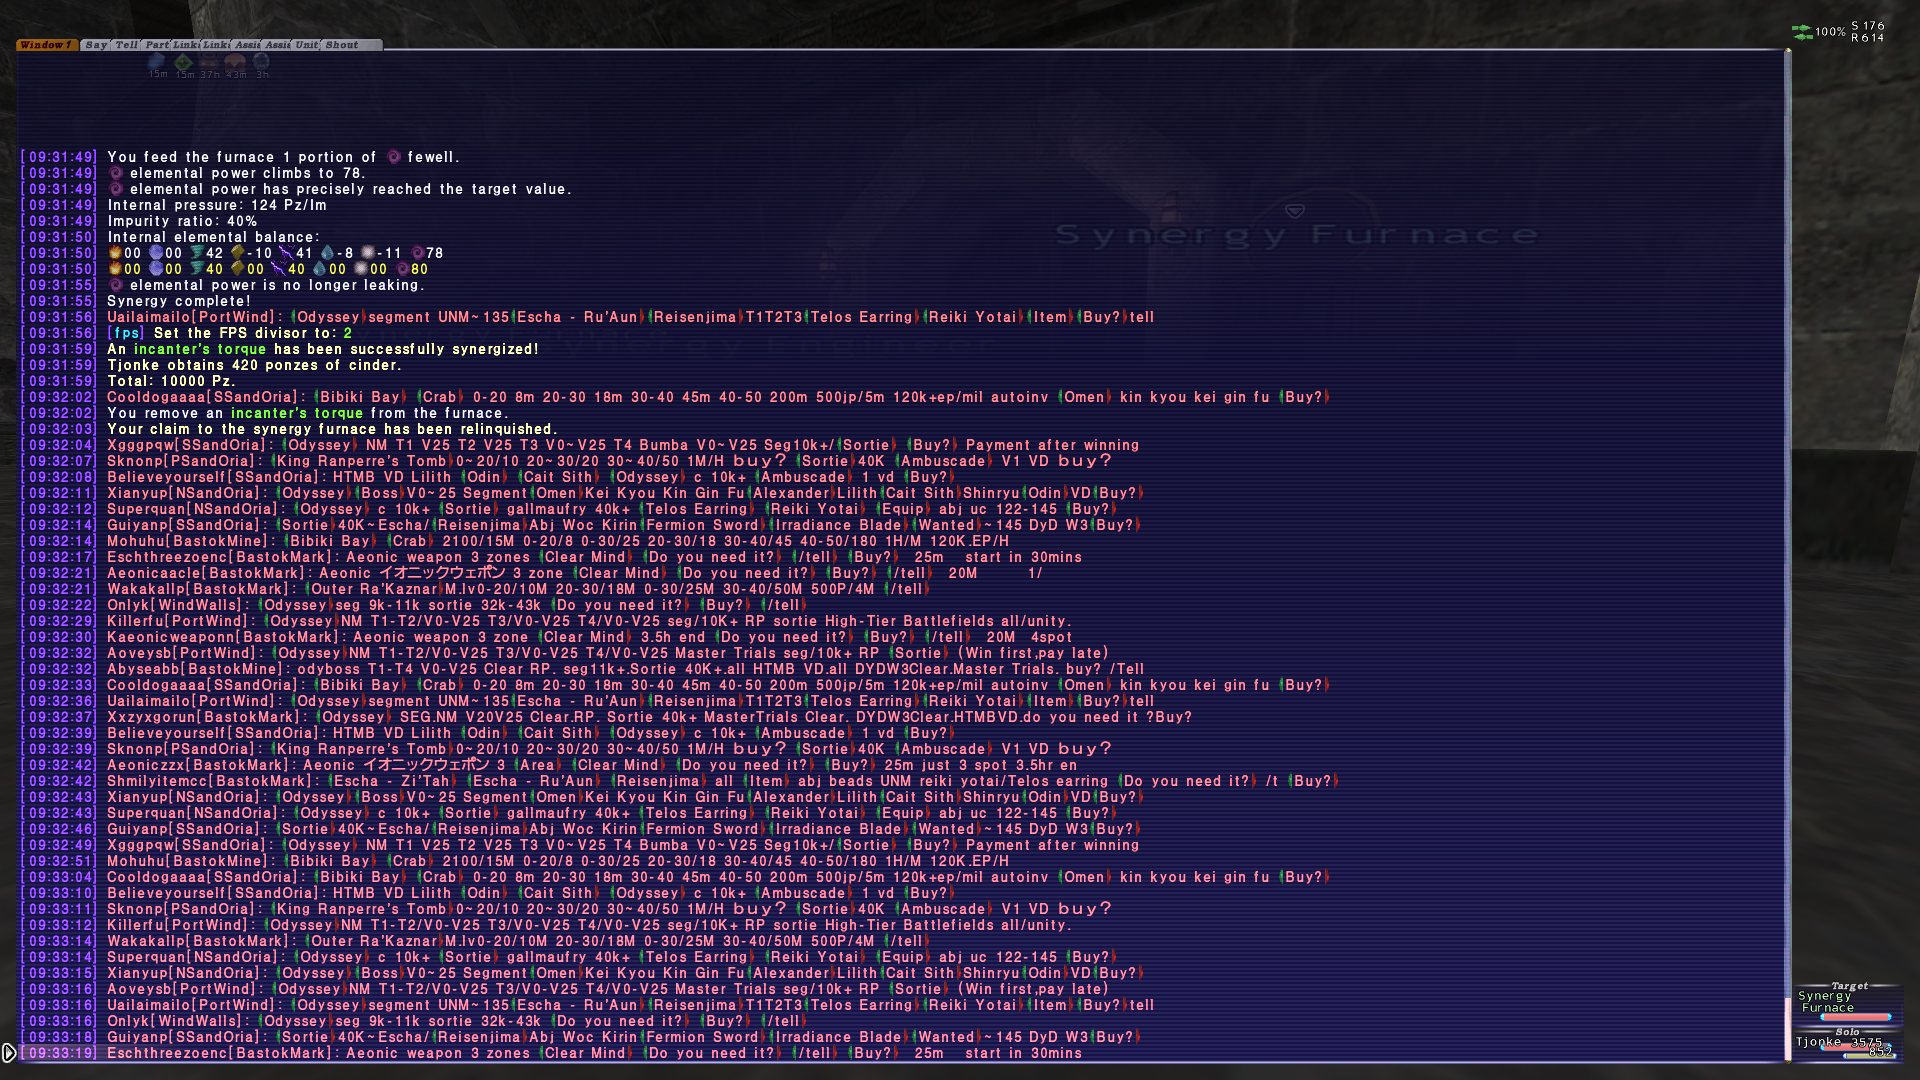 100% S 176
R 614
Window 1 Say Tell Part Link Link Assi Assi Unit Shout
15m 15m 37h 43m 3h
[09:31:49] You feed the furnace 1 portion of fewell.
[09:31:49] elemental power climbs to 78.
[09:31:49] elemental power has precisely reached the target value.
[09:31:49] Internal pressure: 124 Pz/Im
[09:31:49] Impurity ratio: 40%
[09:31:50] Internal elemental balance:
[09:31:50] 00 00 42 -10 41 -8 -11 78
[09:31:50] 00 00 40 00 40 00 00 80
Synergy Furnace
[09:31:55] elemental power is no longer leaking.
[09:31:55] Synergy complete!
[09:31:56] Uailaimailo[PortWind]: (Odyssey)segment UNM~135(Escha - Ru'Aun)(Reisenjima)T1T2T3(Telos Earring)(Reiki Yotai)(Item)(Buy?)tell
[09:31:56] [fps] Set the FPS divisor to: 2
[09:31:59] An incanter's torque has been successfully synergized!
[09:31:59] Tjonke obtains 420 ponzes of cinder.
[09:31:59] Total: 10000 Pz.
[09:32:02] Cooldogaaaa[SSandOria]: (Bibiki Bay) (Crab) 0-20 8m 20-30 18m 30-40 45m 40-50 200m 500jp/5m 120k+ep/mil autoinv (Omen) kin kyou kei gin fu (Buy?)
[09:32:02] You remove an incanter's torque from the furnace.
[09:32:03] Your claim to the synergy furnace has been relinquished.
[09:32:04] Xgggpqw[SSandOria]: (Odyssey) NM T1 V25 T2 V25 T3 V0~V25 T4 Bumba V0~V25 Seg10k+/(Sortie) (Buy?) Payment after winning
[09:32:07] Sknonp[PSandOria]: (King Ranperre's Tomb)0~20/10 20~30/20 30~40/50 1M/H buy? (Sortie)40K (Ambuscade) V1 VD buy?
[09:32:08] Believeyourself[SSandOria]: HTMB VD Lilith (Odin) (Cait Sith) (Odyssey) c 10k+ (Ambuscade) 1 vd (Buy?)
[09:32:11] Xianyup[NSandOria]: (Odyssey)(Boss)V0~25 Segment(Omen)Kei Kyou Kin Gin Fu(Alexander)Lilith(Cait Sith)Shinryu(Odin)VD(Buy?)
[09:32:12] Superquan[NSandOria]: (Odyssey) c 10k+ (Sortie) gallmaufry 40k+ (Telos Earring) (Reiki Yotai) (Equip) abj uc 122-145 (Buy?)
[09:32:14] Guiyanp[SSandOria]: (Sortie)40K~Escha/(Reisenjima)Abj Woc Kirin(Fermion Sword)(Irradiance Blade)(Wanted)~145 DyD W3(Buy?)
[09:32:14] Mohuhu[BastokMine]: (Bibiki Bay) (Crab) 2100/15M 0-20/8 0-30/25 20-30/18 30-40/45 40-50/180 1H/M 120K.EP/H
[09:32:17] Eschthreezoenc[BastokMark]: Aeonic weapon 3 zones (Clear Mind) (Do you need it?) (/tell) (Buy?) 25m start in 30mins
[09:32:21] Aeonicaacle[BastokMark]: Aeonic イオニックウェポン 3 zone (Clear Mind) (Do you need it?) (Buy?) (/tell) 20M 1/
[09:32:21] Wakakallp[BastokMark]: (Outer Ra'Kaznar)M.lv0-20/10M 20-30/18M 0-30/25M 30-40/50M 500P/4M (/tell)
[09:32:22] Onlyk[WindWalls]: (Odyssey)seg 9k-11k sortie 32k-43k (Do you need it?) (Buy?) (/tell)
[09:32:29] Killerfu[PortWind]: (Odyssey)NM T1-T2/V0-V25 T3/V0-V25 T4/V0-V25 seg/10K+ RP sortie High-Tier Battlefields all/unity.
[09:32:30] Kaeonicweaponn[BastokMark]: Aeonic weapon 3 zone (Clear Mind) 3.5h end (Do you need it?) (Buy?) (/tell) 20M 4spot
[09:32:32] Aoveysb[PortWind]: (Odyssey)NM T1-T2/V0-V25 T3/V0-V25 T4/V0-V25 Master Trials seg/10k+ RP (Sortie) (Win first,pay late)
[09:32:32] Abyseabb[BastokMine]: odyboss T1-T4 V0-V25 Clear RP. seg11k+.Sortie 40K+.all HTMB VD.all DYDW3Clear.Master Trials. buy? /Tell
[09:32:33] Cooldogaaaa[SSandOria]: (Bibiki Bay) (Crab) 0-20 8m 20-30 18m 30-40 45m 40-50 200m 500jp/5m 120k+ep/mil autoinv (Omen) kin kyou kei gin fu (Buy?)
[09:32:36] Uailaimailo[PortWind]: (Odyssey)segment UNM~135(Escha - Ru'Aun)(Reisenjima)T1T2T3(Telos Earring)(Reiki Yotai)(Item)(Buy?)tell
[09:32:37] Xxzyxgorun[BastokMark]: (Odyssey) SEG.NM V20V25 Clear.RP. Sortie 40k+ MasterTrials Clear. DYDW3Clear.HTMBVD.do you need it ?Buy?
[09:32:39] Believeyourself[SSandOria]: HTMB VD Lilith (Odin) (Cait Sith) (Odyssey) c 10k+ (Ambuscade) 1 vd (Buy?)
[09:32:39] Sknonp[PSandOria]: (King Ranperre's Tomb)0~20/10 20~30/20 30~40/50 1M/H buy? (Sortie)40K (Ambuscade) V1 VD buy?
[09:32:42] Aeoniczzx[BastokMark]: Aeonic イオニックウェポン 3 (Area) (Clear Mind) (Do you need it?) (Buy?) 25m just 3 spot 3.5hr en
[09:32:42] Shmilyitemcc[BastokMark]: (Escha - Zi'Tah) (Escha - Ru'Aun) (Reisenjima) all (Item) abj beads UNM reiki yotai/Telos earring (Do you need it?) /t (Buy?)
[09:32:43] Xianyup[NSandOria]: (Odyssey)(Boss)V0~25 Segment(Omen)Kei Kyou Kin Gin Fu(Alexander)Lilith(Cait Sith)Shinryu(Odin)VD(Buy?)
[09:32:43] Superquan[NSandOria]: (Odyssey) c 10k+ (Sortie) gallmaufry 40k+ (Telos Earring) (Reiki Yotai) (Equip) abj uc 122-145 (Buy?)
[09:32:46] Guiyanp[SSandOria]: (Sortie)40K~Escha/(Reisenjima)Abj Woc Kirin(Fermion Sword)(Irradiance Blade)(Wanted)~145 DyD W3(Buy?)
[09:32:49] Xgggpqw[SSandOria]: (Odyssey) NM T1 V25 T2 V25 T3 V0~V25 T4 Bumba V0~V25 Seg10k+/(Sortie) (Buy?) Payment after winning
[09:32:51] Mohuhu[BastokMine]: (Bibiki Bay) (Crab) 2100/15M 0-20/8 0-30/25 20-30/18 30-40/45 40-50/180 1H/M 120K.EP/H
[09:33:04] Cooldogaaaa[SSandOria]: (Bibiki Bay) (Crab) 0-20 8m 20-30 18m 30-40 45m 40-50 200m 500jp/5m 120k+ep/mil autoinv (Omen) kin kyou kei gin fu (Buy?)
[09:33:10] Believeyourself[SSandOria]: HTMB VD Lilith (Odin) (Cait Sith) (Odyssey) c 10k+ (Ambuscade) 1 vd (Buy?)
[09:33:11] Sknonp[PSandOria]: (King Ranperre's Tomb)0~20/10 20~30/20 30~40/50 1M/H buy? (Sortie)40K (Ambuscade) V1 VD buy?
[09:33:12] Killerfu[PortWind]: (Odyssey)NM T1-T2/V0-V25 T3/V0-V25 T4/V0-V25 seg/10K+ RP sortie High-Tier Battlefields all/unity.
[09:33:14] Wakakallp[BastokMark]: (Outer Ra'Kaznar)M.lv0-20/10M 20-30/18M 0-30/25M 30-40/50M 500P/4M (/tell)
[09:33:14] Superquan[NSandOria]: (Odyssey) c 10k+ (Sortie) gallmaufry 40k+ (Telos Earring) (Reiki Yotai) (Equip) abj uc 122-145 (Buy?)
[09:33:15] Xianyup[NSandOria]: (Odyssey)(Boss)V0~25 Segment(Omen)Kei Kyou Kin Gin Fu(Alexander)Lilith(Cait Sith)Shinryu(Odin)VD(Buy?)
[09:33:16] Aoveysb[PortWind]: (Odyssey)NM T1-T2/V0-V25 T3/V0-V25 T4/V0-V25 Master Trials seg/10k+ RP (Sortie) (Win first,pay late)
[09:33:16] Uailaimailo[PortWind]: (Odyssey)segment UNM~135(Escha - Ru'Aun)(Reisenjima)T1T2T3(Telos Earring)(Reiki Yotai)(Item)(Buy?)tell
[09:33:16] Onlyk[WindWalls]: (Odyssey)seg 9k-11k sortie 32k-43k (Do you need it?) (Buy?) (/tell)
[09:33:18] Guiyanp[SSandOria]: (Sortie)40K~Escha/(Reisenjima)Abj Woc Kirin(Fermion Sword)(Irradiance Blade)(Wanted)~145 DyD W3(Buy?)
[09:33:19] Eschthreezoenc[BastokMark]: Aeonic weapon 3 zones (Clear Mind) (Do you need it?) (/tell) (Buy?) 25m start in 30mins
Target
Synergy
Furnace
Solo
Tjonke 3575
852